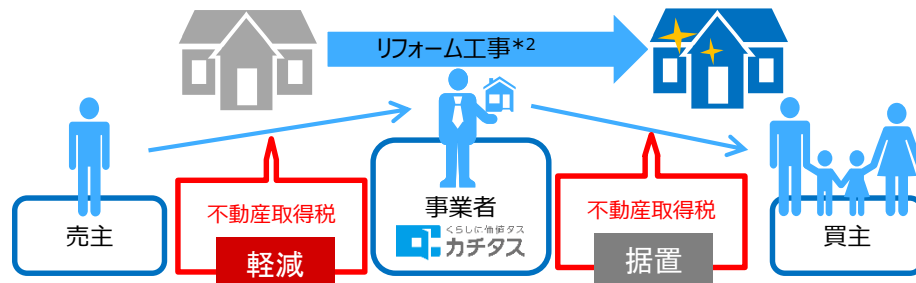 リフォーム工事*2
売主
不動産取得税
軽減
事業者
くらしに価値タス
カチタス
不動産取得税
据置
買主